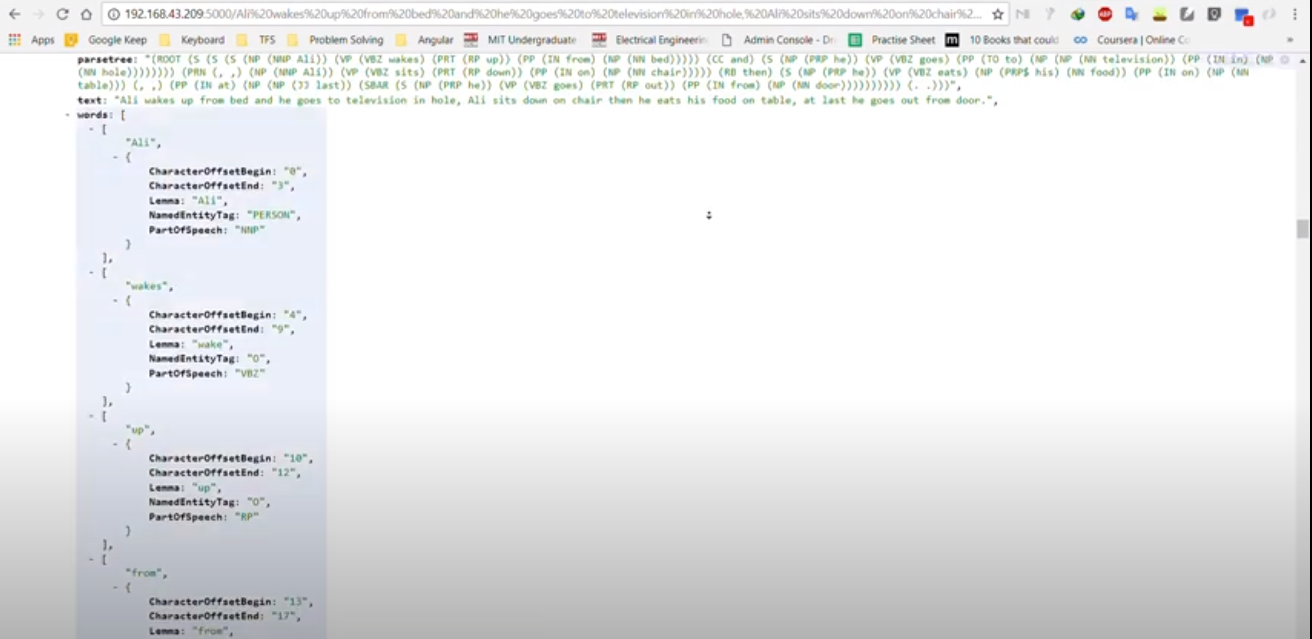 192.168.43.209:5000/Ali%20wakes%20up%20from%20bed%20and%20he%20goes%20to%20television%20in%20hole,%20Ali%20sits%20down%20on%20chair%2...
Apps Google Keep Keyboard TFS Problem Solving Angular MIT Undergraduate Electrical Engineerin Admin Console - Dr Practise Sheet 10 Books that could Coursera | Online Co »
parsetree: "(ROOT (S (S (S (NP (NNP Ali)) (VP (VBZ wakes) (PRT (RP up)) (PP (IN from) (NP (NN bed))))) (CC and) (S (NP (PRP he)) (VP (VBZ goes) (PP (TO to) (NP (NP (NN television)) (PP (IN in) (NP
(NN hole)))))))) (PRN (, ,) (NP (NNP Ali)) (VP (VBZ sits) (PRT (RP down)) (PP (IN on) (NP (NN chair))))) (RB then) (S (NP (PRP he)) (VP (VBZ eats) (NP (PRP$ his) (NN food)) (PP (IN on) (NP (NN
table))) (, ,) (PP (IN at) (NP (NP (JJ last)) (SBAR (S (NP (PRP he)) (VP (VBZ goes) (PRT (RP out)) (PP (IN from) (NP (NN door)))))))))) (. .)))",
text: "Ali wakes up from bed and he goes to television in hole, Ali sits down on chair then he eats his food on table, at last he goes out from door.",
- words: [
- [
"Ali",
- {
CharacterOffsetBegin: "0",
CharacterOffsetEnd: "3",
Lemma: "Ali",
NamedEntityTag: "PERSON",
PartOfSpeech: "NNP"
}
],
- [
"wakes",
- {
CharacterOffsetBegin: "4",
CharacterOffsetEnd: "9",
Lemma: "wake",
NamedEntityTag: "O",
PartOfSpeech: "VBZ"
}
],
- [
"up",
- {
CharacterOffsetBegin: "10",
CharacterOffsetEnd: "12",
Lemma: "up",
NamedEntityTag: "O",
PartOfSpeech: "RP"
}
],
- [
"from",
- {
CharacterOffsetBegin: "13",
CharacterOffsetEnd: "17",
Lemma: "from",